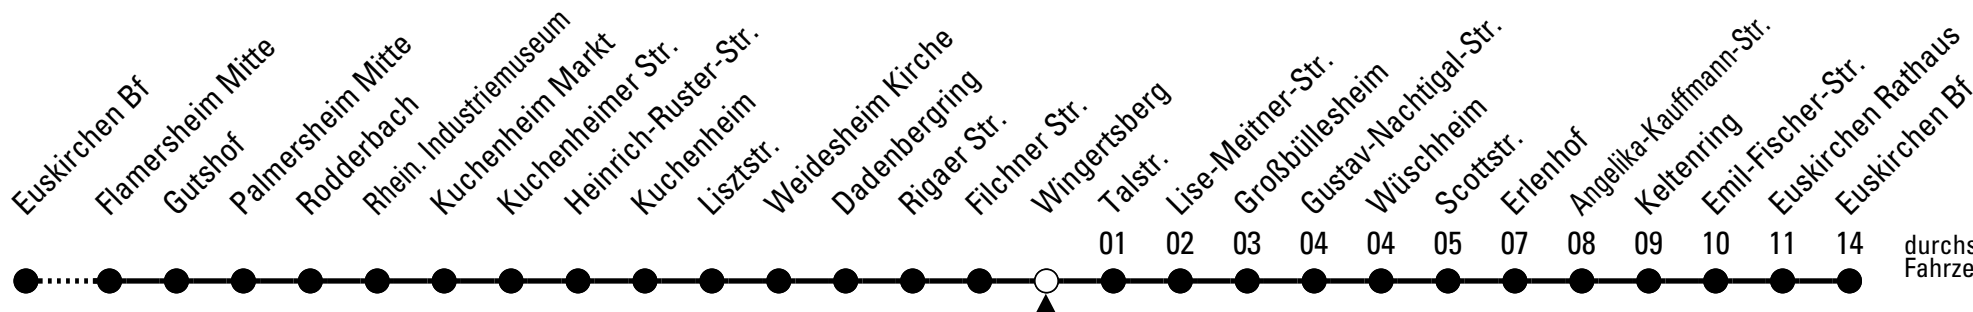 Euskirchen Bf
Flamersheim Mitte
Gutshof
Palmersheim Mitte
Rodderbach
Rhein. Industriemuseum
Kuchenheim Markt
Kuchenheimer Str.
Heinrich-Ruster-Str.
Kuchenheim
Lisztstr.
Weidesheim Kirche
Dadenbergring
Rigaer Str.
Filchner Str.
Wingertsberg
Talstr.
Lise-Meitner-Str.
Großbüllesheim
Gustav-Nachtigal-Str.
Wüschheim
Scottstr.
Erlenhof
Angelika-Kauffmann-Str.
Keltenring
Emil-Fischer-Str.
Euskirchen Rathaus
Euskirchen Bf
01 02 03 04 04 05 07 08 09 10 11 14
durchs
Fahrze